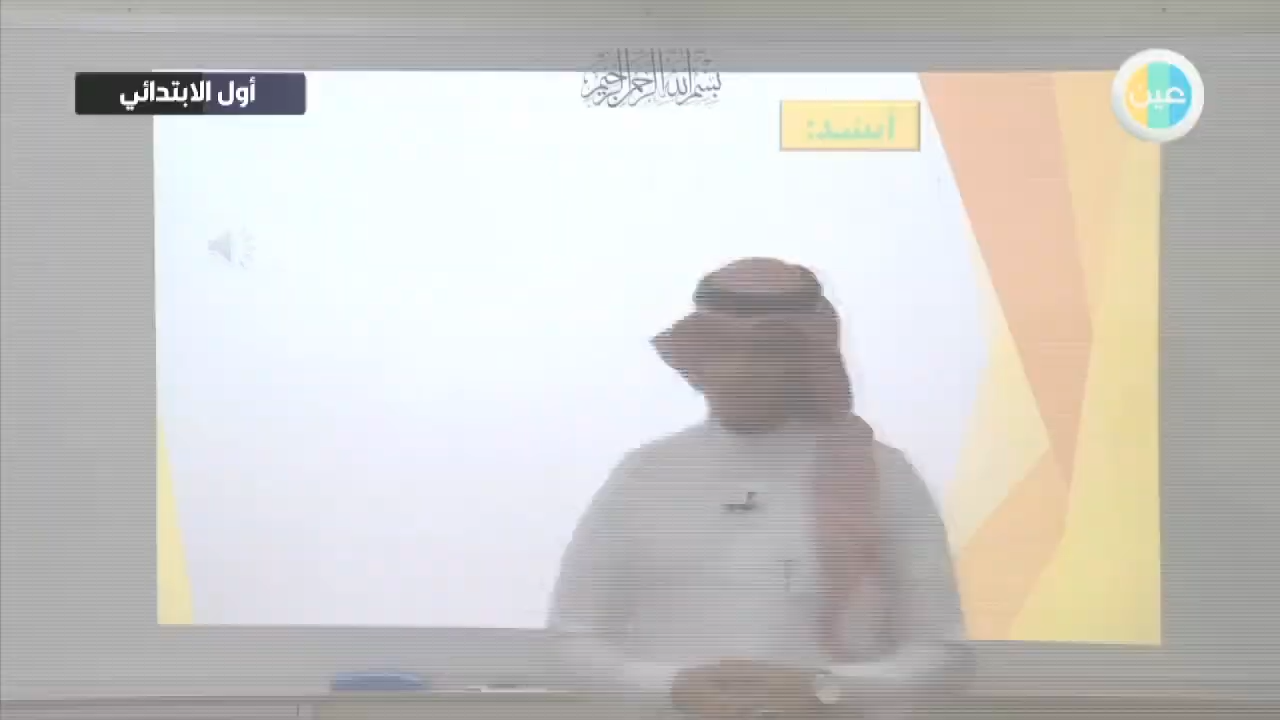 بسم الله الرحمن الرحيم
أول الابتدائي
عين
أنشد: